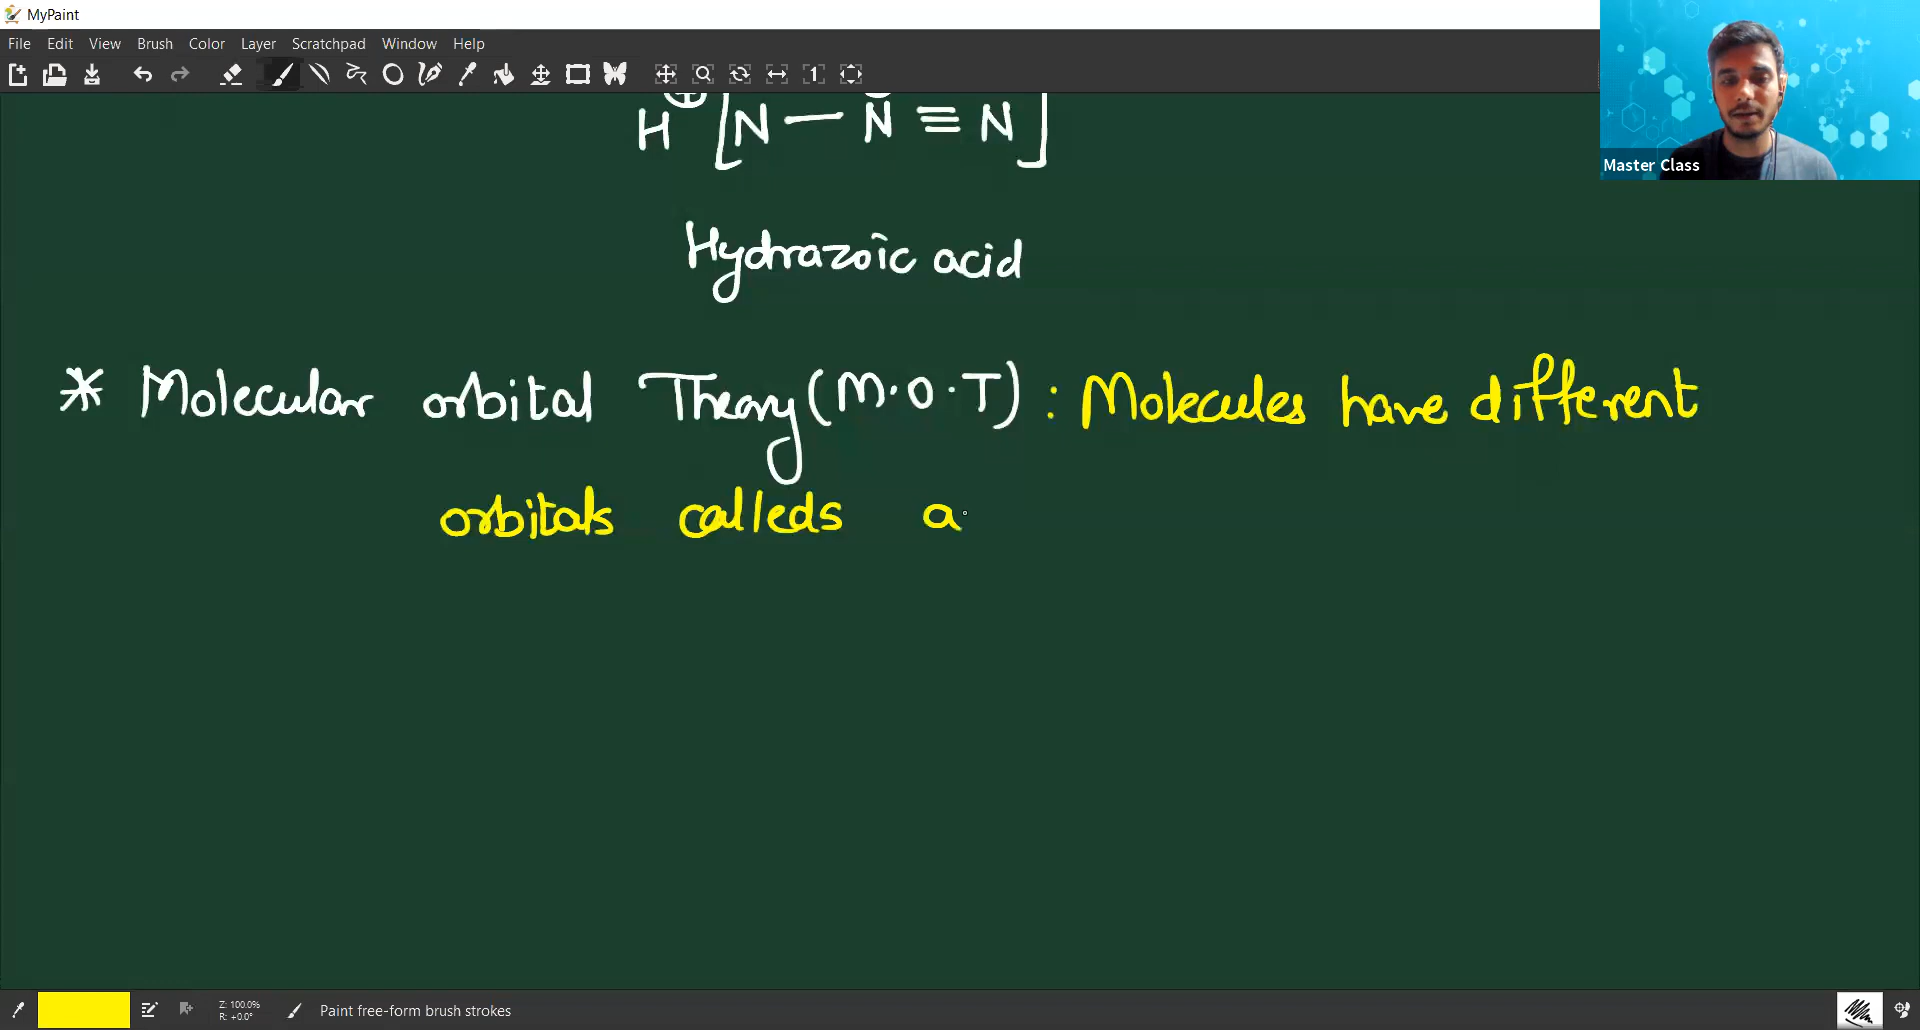 MyPaint
File Edit View Brush Color Layer Scratchpad Window Help
H⊕ [N — N ≡ N]
Master Class
Hydrazoic acid
* Molecular orbital Theory (M.O.T) : Molecules have different
orbitals calleds a
Z: 100.0%
R: +0.0°
Paint free-form brush strokes